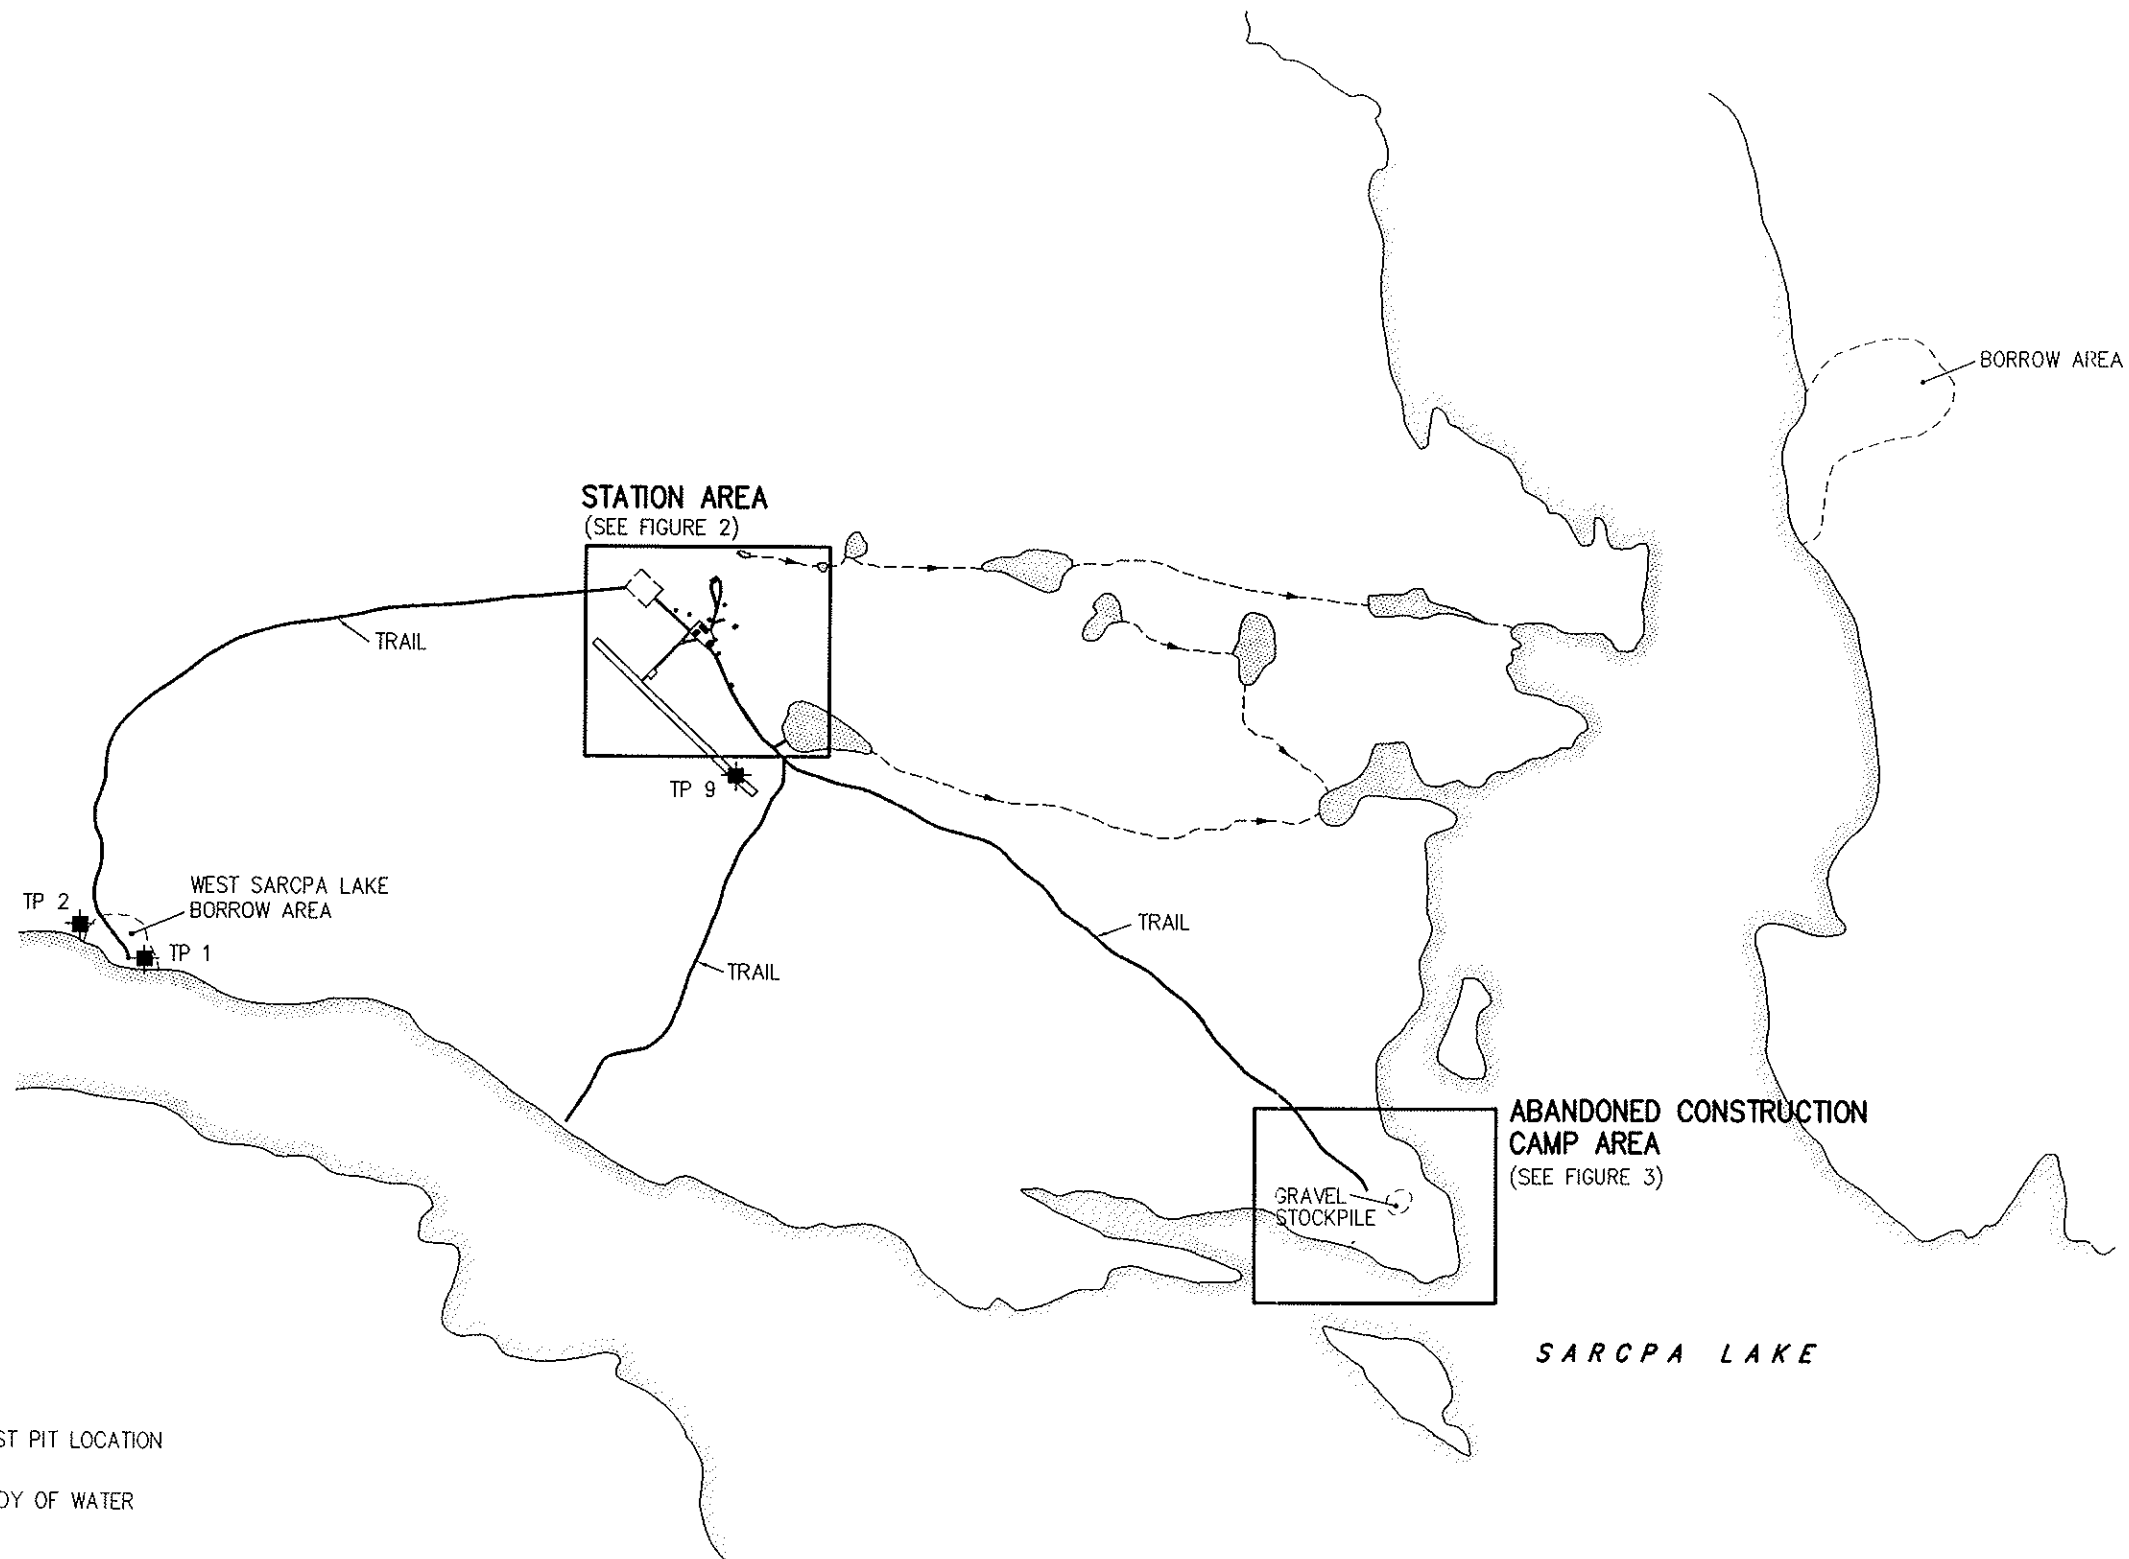 BORROW AREA
STATION AREA
(SEE FIGURE 2)
TRAIL
TP 9
WEST SARCPA LAKE
BORROW AREA
TP 2
TP 1
TRAIL
TRAIL
ABANDONED CONSTRUCTION
CAMP AREA
(SEE FIGURE 3)
GRAVEL
STOCKPILE
SARCPA LAKE
ST PIT LOCATION
DY OF WATER